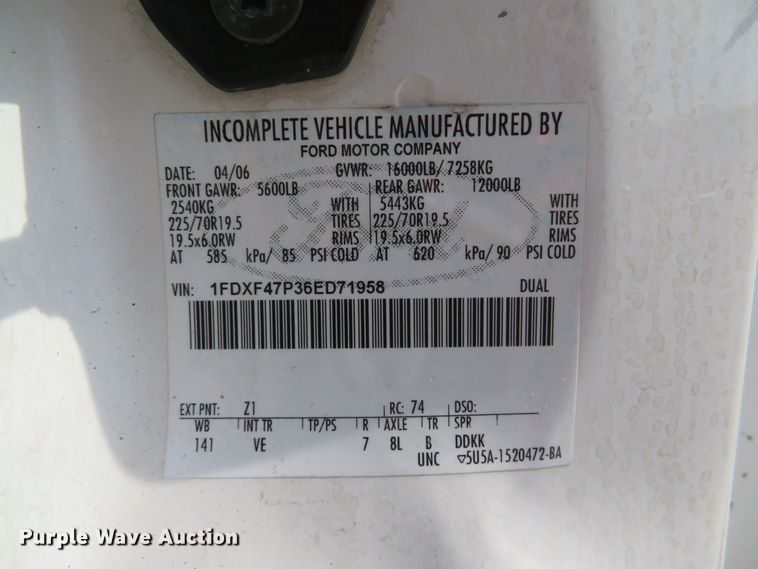 INCOMPLETE VEHICLE MANUFACTURED BY
FORD MOTOR COMPANY
DATE: 04/06 GVWR: 16000LB/ 7258KG
FRONT GAWR: 5600LB REAR GAWR: 12000LB
2540KG WITH 5443KG WITH
225/70R19.5 TIRES 225/70R19.5 TIRES
19.5x6.0RW RIMS 19.5x6.0RW RIMS
AT 585 kPa/ 85 PSI COLD AT 620 kPa/ 90 PSI COLD
VIN: 1FDXF47P36ED71958 DUAL
EXT PNT: Z1 RC: 74 DSO:
WB INT TR TP/PS R AXLE TR SPR
141 VE 7 8L B DDKK
UNC ▽5U5A-1520472-BA
Purple Wave Auction